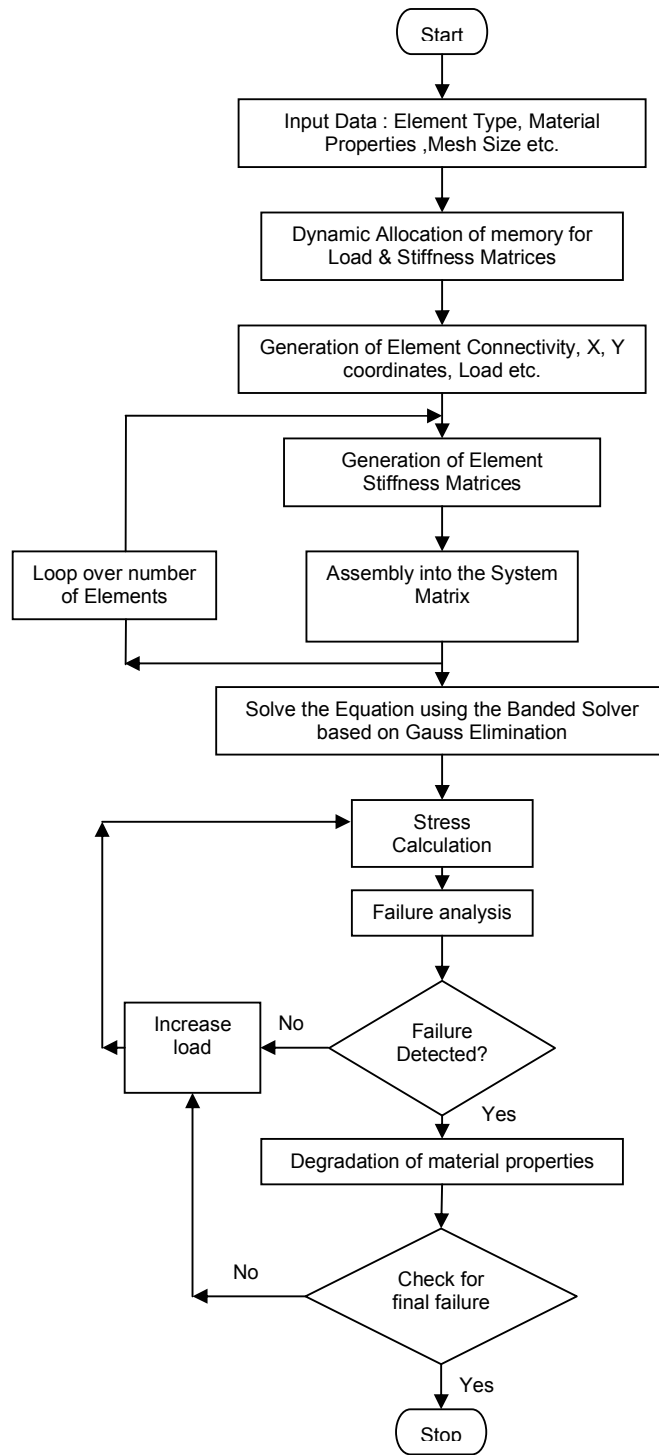 Start
Input Data : Element Type, Material
Properties ,Mesh Size etc.
Dynamic Allocation of memory for
Load & Stiffness Matrices
Generation of Element Connectivity, X, Y
coordinates, Load etc.
Generation of Element
Stiffness Matrices
Loop over number
of Elements
Assembly into the System
Matrix
Solve the Equation using the Banded Solver
based on Gauss Elimination
Stress
Calculation
Failure analysis
Increase
load
No
Failure
Detected?
Yes
Degradation of material properties
No
Check for
final failure
Yes
Stop